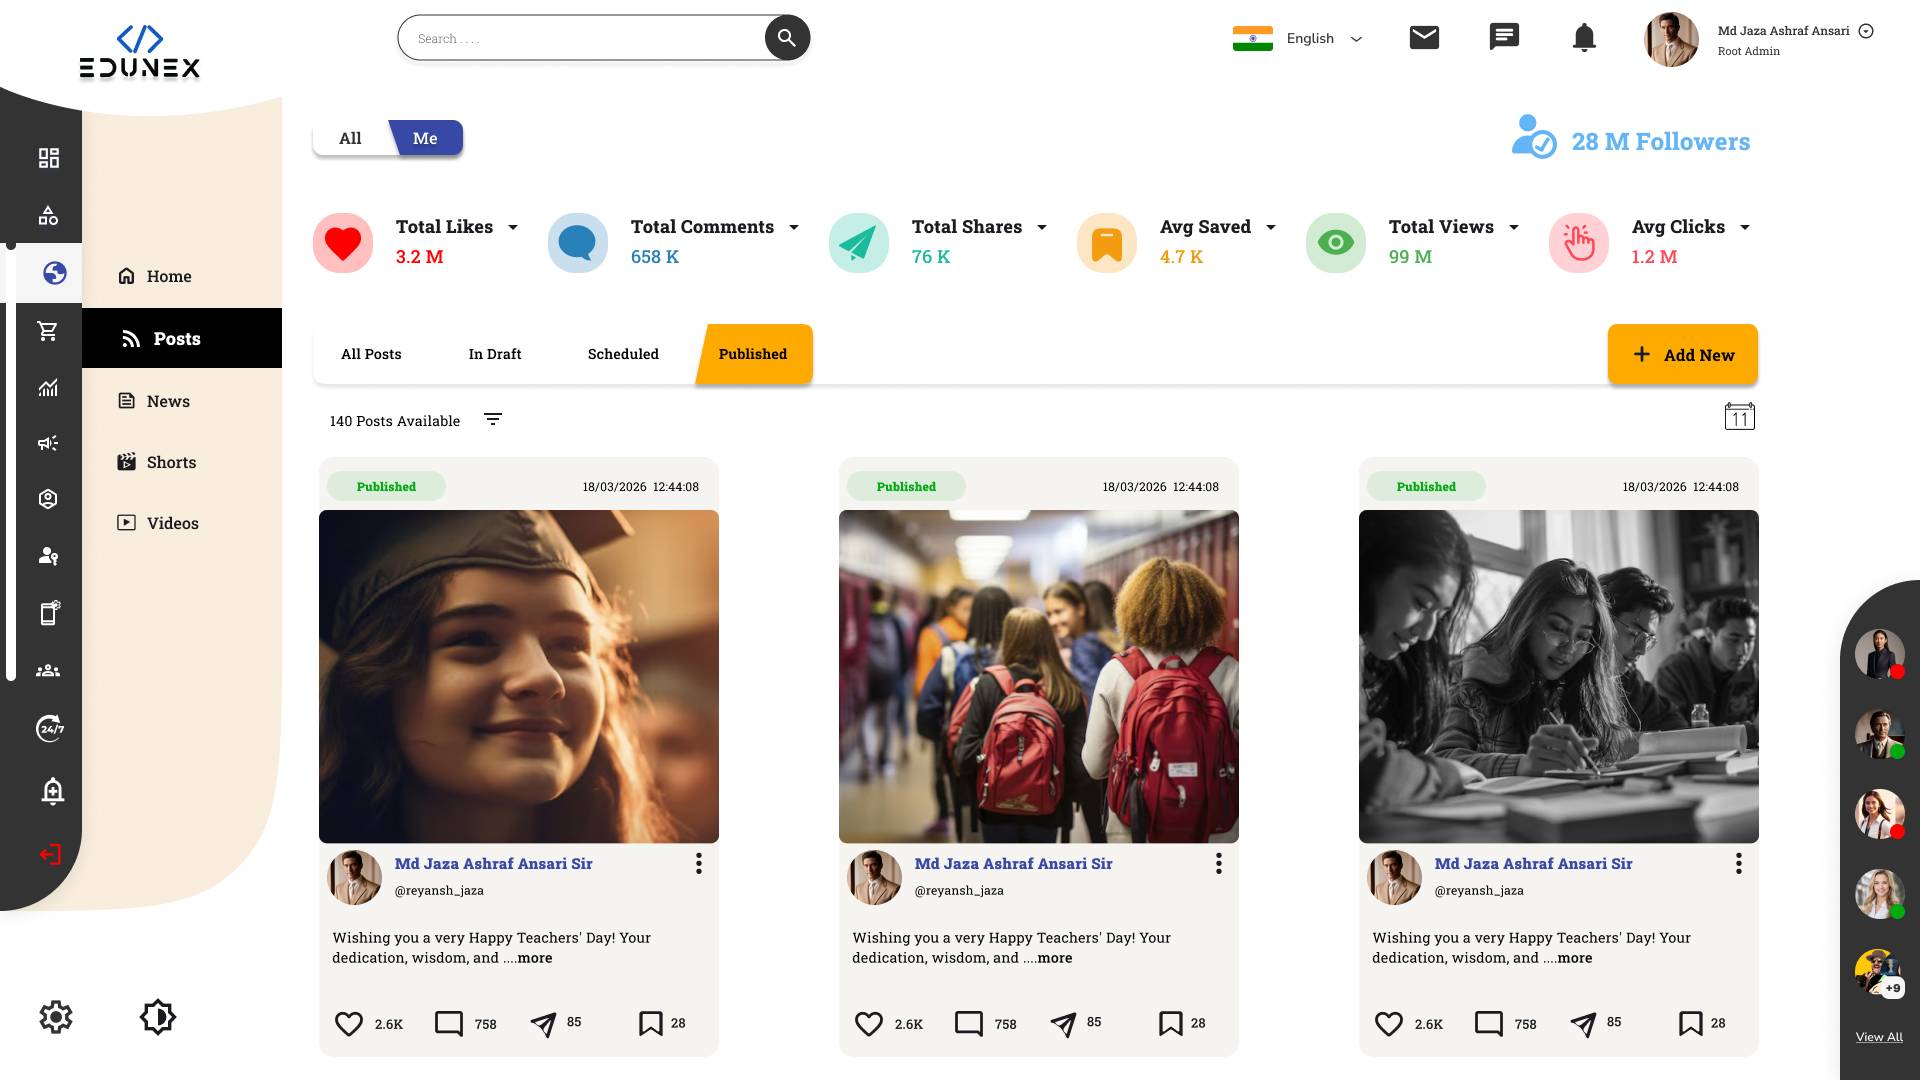 EDUNEX
Search . . . .
English
Md Jaza Ashraf Ansari
Root Admin
All
Me
28 M Followers
Total Likes
3.2 M
Total Comments
658 K
Total Shares
76 K
Avg Saved
4.7 K
Total Views
99 M
Avg Clicks
1.2 M
Home
Posts
News
Shorts
Videos
24/7
All Posts
In Draft
Scheduled
Published
Add New
140 Posts Available
11
Published
18/03/2026 12:44:08
Md Jaza Ashraf Ansari Sir
@reyansh_jaza
Wishing you a very Happy Teachers' Day! Your
dedication, wisdom, and ....more
2.6K
758
85
28
Published
18/03/2026 12:44:08
Md Jaza Ashraf Ansari Sir
@reyansh_jaza
Wishing you a very Happy Teachers' Day! Your
dedication, wisdom, and ....more
2.6K
758
85
28
Published
18/03/2026 12:44:08
Md Jaza Ashraf Ansari Sir
@reyansh_jaza
Wishing you a very Happy Teachers' Day! Your
dedication, wisdom, and ....more
2.6K
758
85
28
+9
View All